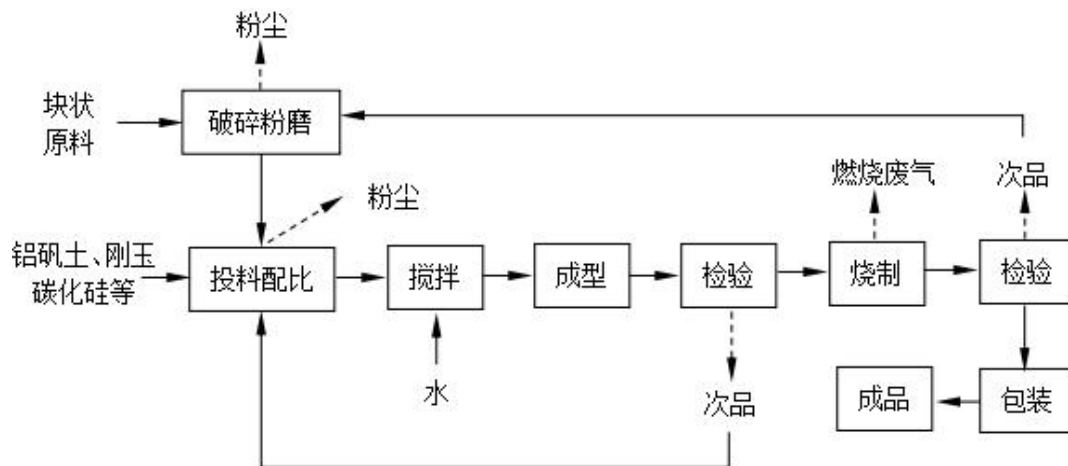 粉尘
块状
原料
破碎粉磨
粉尘
燃烧废气
次品
铝矾土、刚玉
碳化硅等
投料配比
搅拌
成型
检验
烧制
检验
水
次品
成品
包装